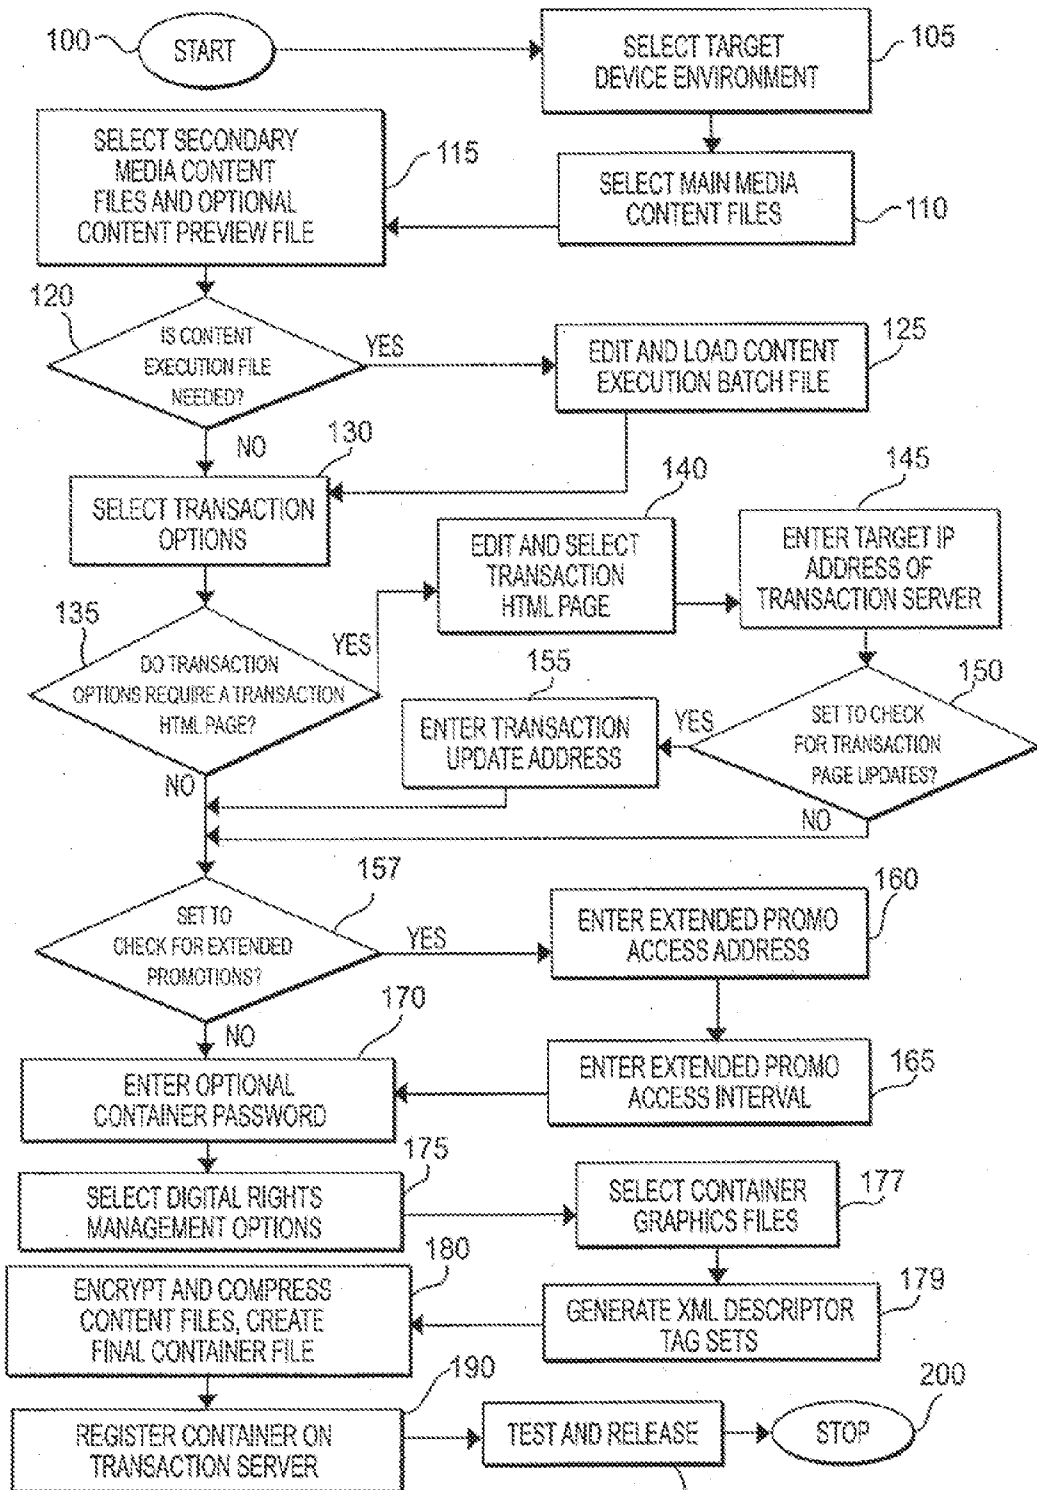 100
START
SELECT TARGET
DEVICE ENVIRONMENT
105
SELECT SECONDARY
MEDIA CONTENT
FILES AND OPTIONAL
CONTENT PREVIEW FILE
115
SELECT MAIN MEDIA
CONTENT FILES
110
120
IS CONTENT
EXECUTION FILE
NEEDED?
YES
NO
EDIT AND LOAD CONTENT
EXECUTION BATCH FILE
125
130
SELECT TRANSACTION
OPTIONS
135
DO TRANSACTION
OPTIONS REQUIRE A TRANSACTION
HTML PAGE?
YES
NO
140
EDIT AND SELECT
TRANSACTION
HTML PAGE
145
ENTER TARGET IP
ADDRESS OF
TRANSACTION SERVER
150
SET TO CHECK
FOR TRANSACTION
PAGE UPDATES?
YES
NO
155
ENTER TRANSACTION
UPDATE ADDRESS
157
SET TO
CHECK FOR EXTENDED
PROMOTIONS?
YES
NO
160
ENTER EXTENDED PROMO
ACCESS ADDRESS
165
ENTER EXTENDED PROMO
ACCESS INTERVAL
170
ENTER OPTIONAL
CONTAINER PASSWORD
175
SELECT DIGITAL RIGHTS
MANAGEMENT OPTIONS
SELECT CONTAINER
GRAPHICS FILES
177
180
ENCRYPT AND COMPRESS
CONTENT FILES, CREATE
FINAL CONTAINER FILE
GENERATE XML DESCRIPTOR
TAG SETS
179
190
REGISTER CONTAINER ON
TRANSACTION SERVER
TEST AND RELEASE
STOP
200